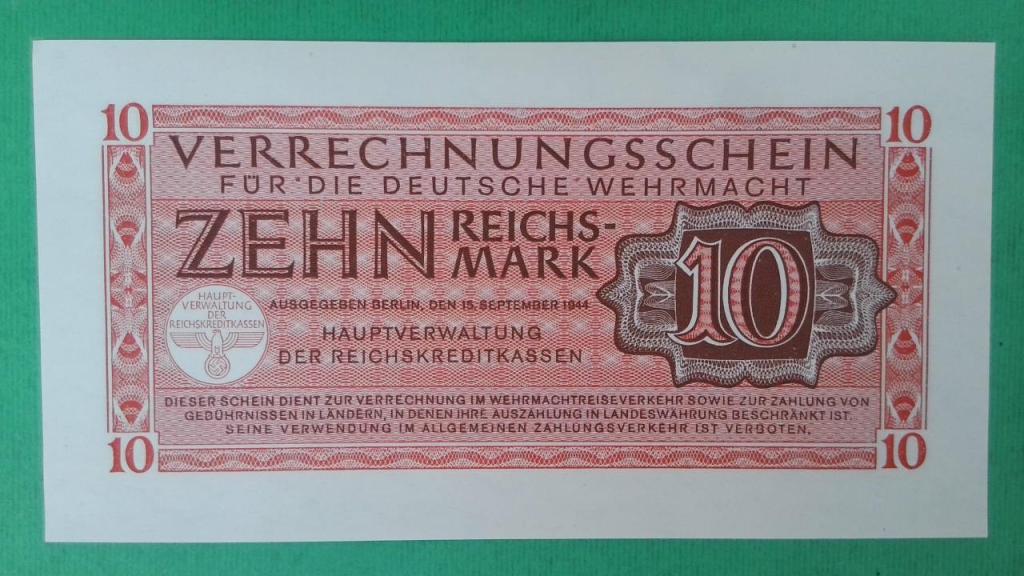 10 10
VERRECHNUNGSSCHEIN
FÜR DIE DEUTSCHE WEHRMACHT
ZEHN REICHS-
MARK
10
HAUPT-
VERWALTUNG
DER
REICHSKREDITKASSEN
AUSGEGEBEN BERLIN, DEN 15. SEPTEMBER 1944
HAUPTVERWALTUNG
DER REICHSKREDITKASSEN
DIESER SCHEIN DIENT ZUR VERRECHNUNG IM WEHRMACHTREISEVERKEHR SOWIE ZUR ZAHLUNG VON
GEBÜHRNISSEN IN LÄNDERN, IN DENEN IHRE AUSZAHLUNG IN LANDESWÄHRUNG BESCHRÄNKT IST.
SEINE VERWENDUNG IM ALLGEMEINEN ZAHLUNGSVERKEHR IST VERBOTEN.
10 10